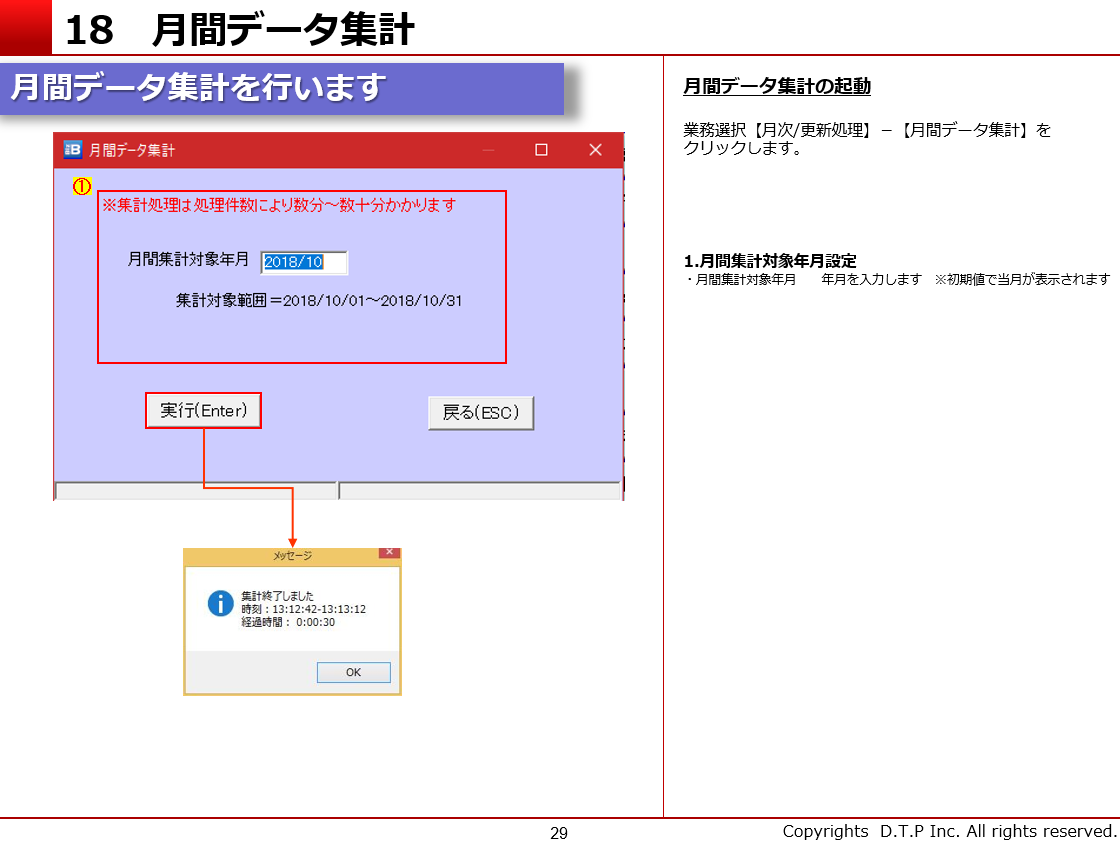 18　月間データ集計
月間データ集計を行います
月間データ集計
①
※集計処理は処理件数により数分～数十分かかります
月間集計対象年月 2018/10
集計対象範囲＝2018/10/01～2018/10/31
実行(Enter)
戻る(ESC)
メッセージ
集計終了しました
時刻：13:12:42-13:13:12
経過時間： 0:00:30
OK
月間データ集計の起動
業務選択【月次/更新処理】－【月間データ集計】を
クリックします。
1.月間集計対象年月設定
・月間集計対象年月　　年月を入力します　※初期値で当月が表示されます
29
Copyrights D.T.P Inc. All rights reserved.